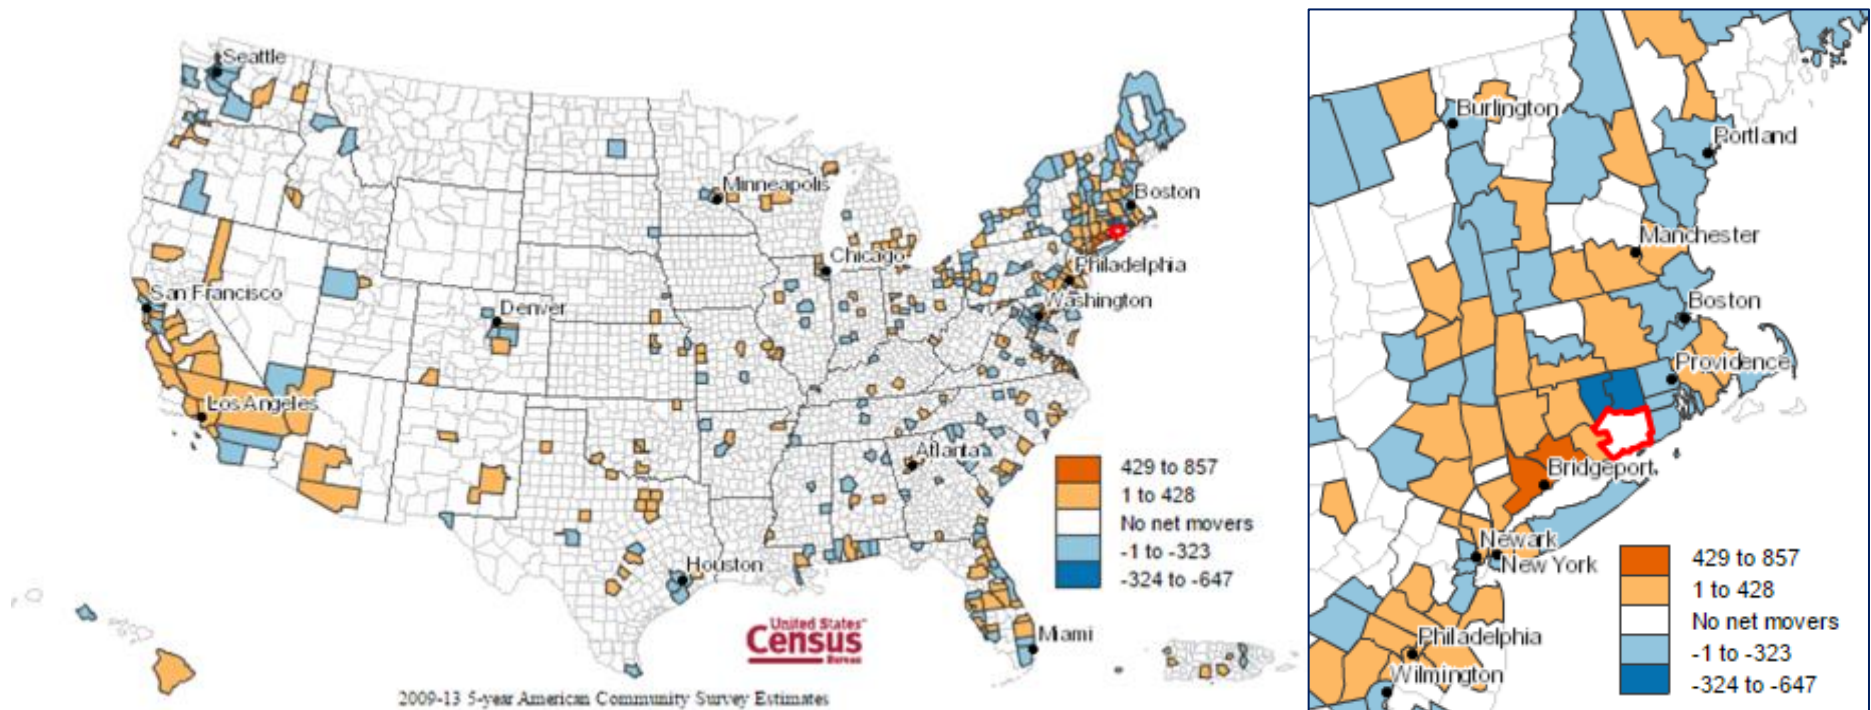 Seattle
Minneapolis
Boston
Chicago
Philadelphia
Washington
San Francisco
Denver
Los Angeles
Atlanta
Houston
Miami
429 to 857
1 to 428
No net movers
-1 to -323
-324 to -647
United States™
Census
Bureau
2009-13 5-year American Community Survey Estimates
Burlington
Portland
Manchester
Boston
Providence
Bridgeport
Newark
New York
Philadelphia
Wilmington
429 to 857
1 to 428
No net movers
-1 to -323
-324 to -647